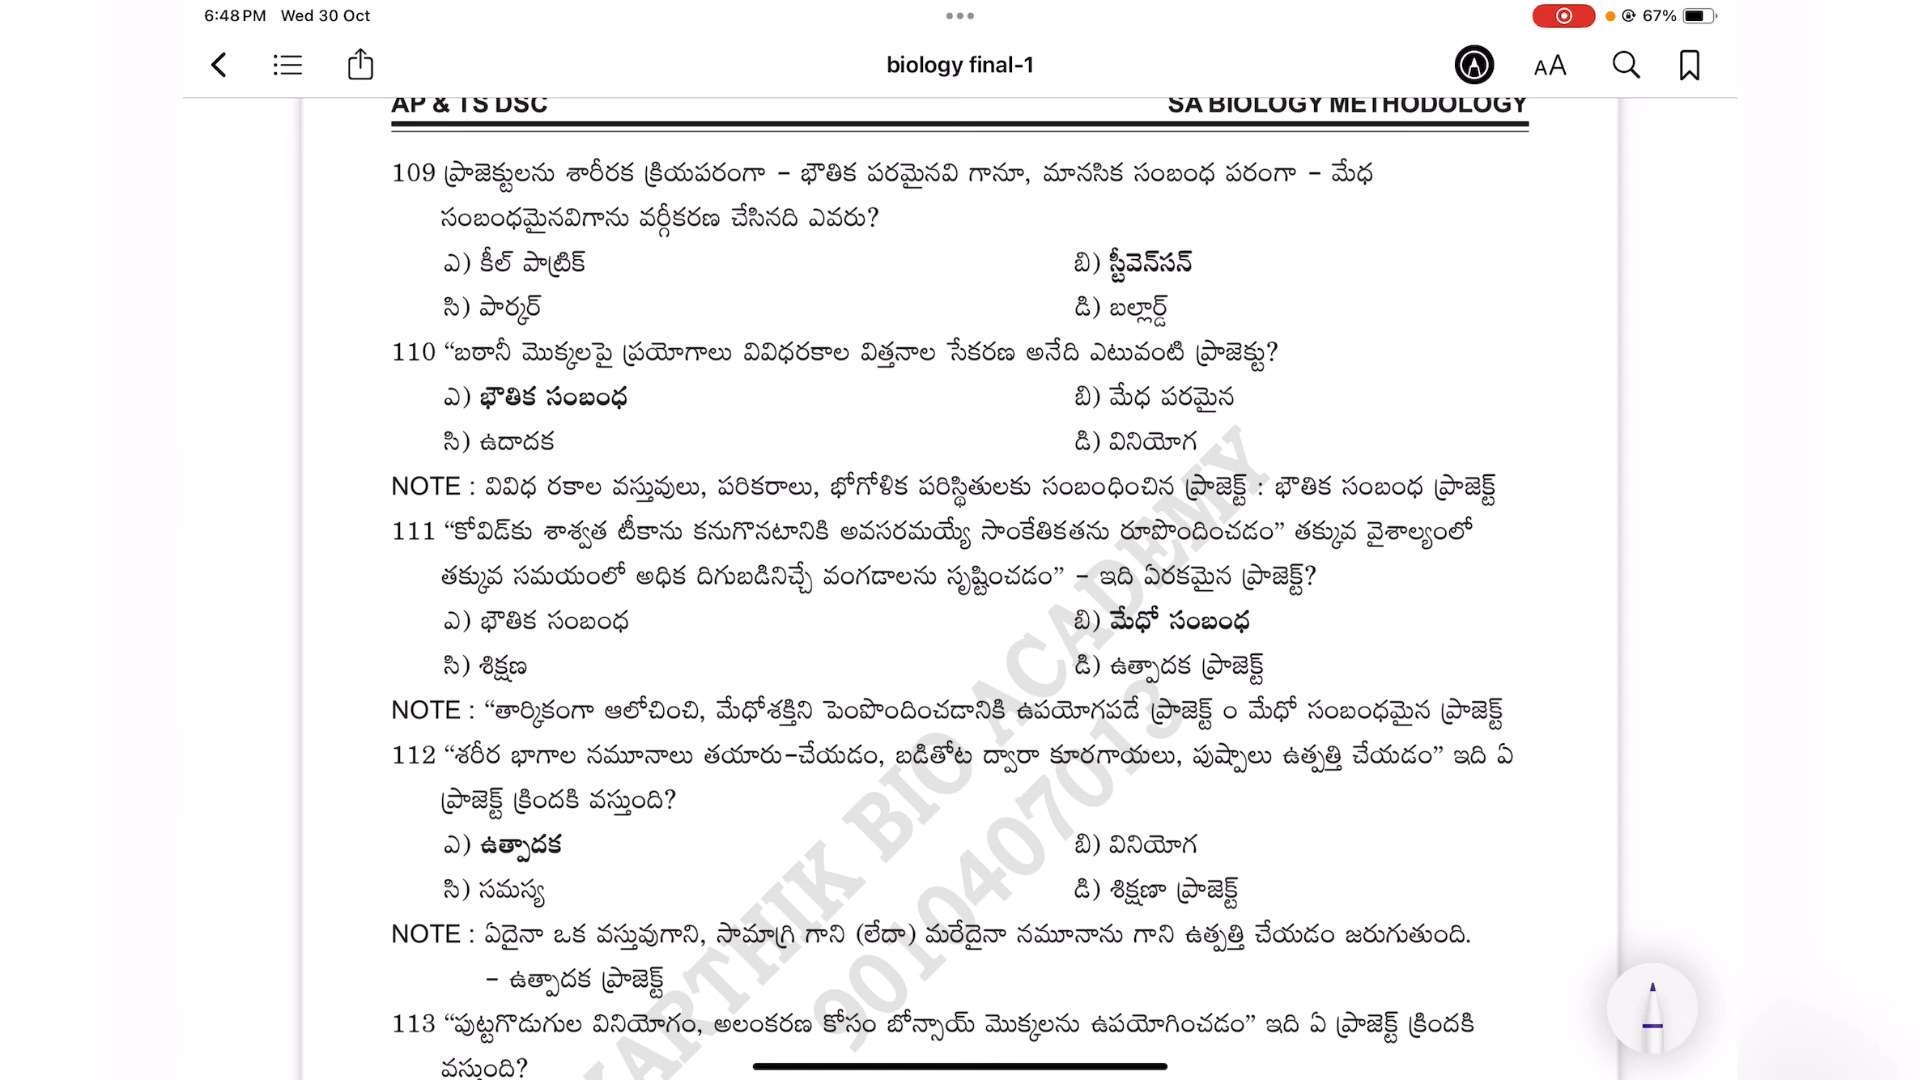 6:48 PM Wed 30 Oct
67%
biology final-1
AA
AP & TS DSC SA BIOLOGY METHODOLOGY
109 ప్రాజెక్టులను శారీరక క్రియపరంగా - భౌతిక పరమైనవి గానూ, మానసిక సంబంధ పరంగా - మేధ
సంబంధమైనవిగాను వర్గీకరణ చేసినది ఎవరు?
ఎ) కీల్ పాట్రిక్ బి) స్టీవెన్‌సన్
సి) పార్కర్ డి) బల్లార్డ్
110 “బఠానీ మొక్కలపై ప్రయోగాలు వివిధరకాల విత్తనాల సేకరణ అనేది ఎటువంటి ప్రాజెక్టు?
ఎ) భౌతిక సంబంధ బి) మేధ పరమైన
సి) ఉదాదక డి) వినియోగ
NOTE : వివిధ రకాల వస్తువులు, పరికరాలు, భోగోళిక పరిస్థితులకు సంబంధించిన ప్రాజెక్ట్ : భౌతిక సంబంధ ప్రాజెక్ట్
111 “కోవిడ్‌కు శాశ్వత టీకాను కనుగొనటానికి అవసరమయ్యే సాంకేతికతను రూపొందించడం” తక్కువ వైశాల్యంలో
తక్కువ సమయంలో అధిక దిగుబడినిచ్చే వంగడాలను సృష్టించడం” - ఇది ఏరకమైన ప్రాజెక్ట్?
ఎ) భౌతిక సంబంధ బి) మేధో సంబంధ
సి) శిక్షణ డి) ఉత్పాదక ప్రాజెక్ట్
NOTE : “తార్కికంగా ఆలోచించి, మేధోశక్తిని పెంపొందించడానికి ఉపయోగపడే ప్రాజెక్ట్ ం మేధో సంబంధమైన ప్రాజెక్ట్
112 “శరీర భాగాల నమూనాలు తయారు-చేయడం, బడితోట ద్వారా కూరగాయలు, పుష్పాలు ఉత్పత్తి చేయడం” ఇది ఏ
ప్రాజెక్ట్ క్రిందకి వస్తుంది?
ఎ) ఉత్పాదక బి) వినియోగ
సి) సమస్య డి) శిక్షణా ప్రాజెక్ట్
NOTE : ఏదైనా ఒక వస్తువుగాని, సామాగ్రి గాని (లేదా) మరేదైనా నమూనాను గాని ఉత్పత్తి చేయడం జరుగుతుంది.
- ఉత్పాదక ప్రాజెక్ట్
113 “పుట్టగొడుగుల వినియోగం, అలంకరణ కోసం బోన్సాయ్ మొక్కలను ఉపయోగించడం” ఇది ఏ ప్రాజెక్ట్ క్రిందకి
వస్తుంది?
KARTHIK BIO ACADEMY
9010407013